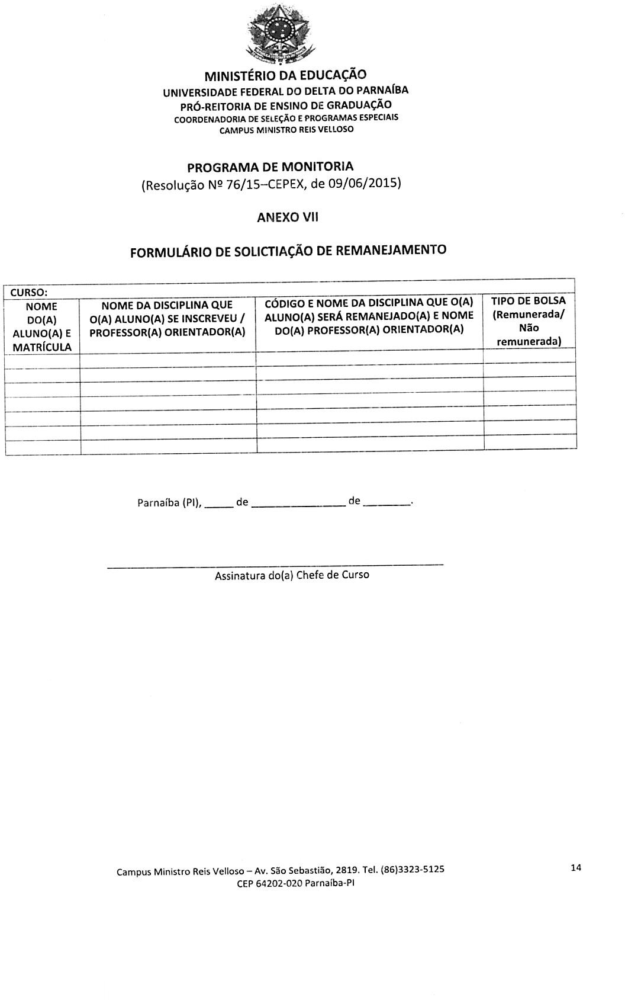 MINISTÉRIO DA EDUCAÇÃO
UNIVERSIDADE FEDERAL DO DELTA DO PARNAÍBA
PRÓ-REITORIA DE ENSINO DE GRADUAÇÃO
COORDENADORIA DE SELEÇÃO E PROGRAMAS ESPECIAIS
CAMPUS MINISTRO REIS VELLOSO
PROGRAMA DE MONITORIA
(Resolução Nº 76/15–CEPEX, de 09/06/2015)
ANEXO VII
FORMULÁRIO DE SOLICTIAÇÃO DE REMANEJAMENTO
CURSO:
NOME
DO(A)
ALUNO(A) E
MATRÍCULA
NOME DA DISCIPLINA QUE
O(A) ALUNO(A) SE INSCREVEU /
PROFESSOR(A) ORIENTADOR(A)
CÓDIGO E NOME DA DISCIPLINA QUE O(A)
ALUNO(A) SERÁ REMANEJADO(A) E NOME
DO(A) PROFESSOR(A) ORIENTADOR(A)
TIPO DE BOLSA
(Remunerada/
Não
remunerada)
Parnaíba (PI), _____ de ________________ de ________.
Assinatura do(a) Chefe de Curso
Campus Ministro Reis Velloso – Av. São Sebastião, 2819. Tel. (86)3323-5125
CEP 64202-020 Parnaíba-PI
14